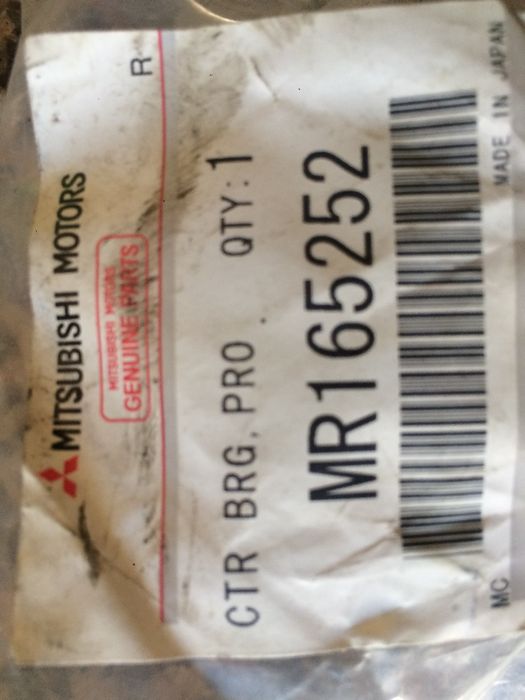 MITSUBISHI MOTORS
MITSUBISHI MOTORS
GENUINE PARTS
R
CTR BRG, PRO QTY:1
MR165252
MC MADE IN JAPAN